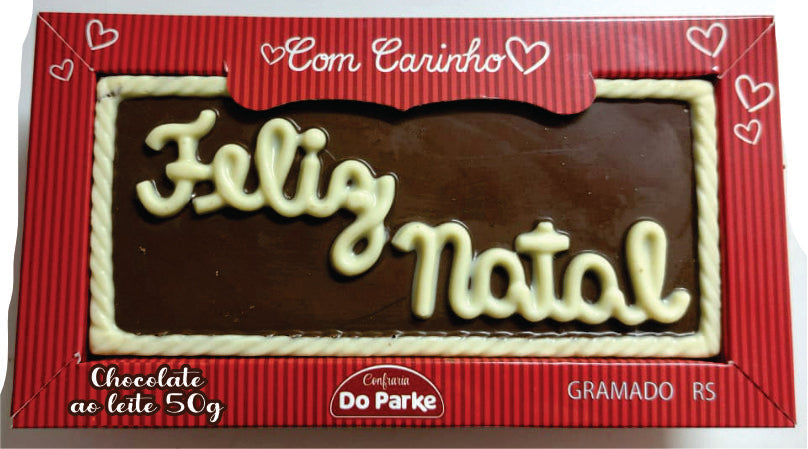 Com Carinho
Feliz
Natal
Chocolate
ao leite 50g
Confraria
Do Parke
GRAMADO RS